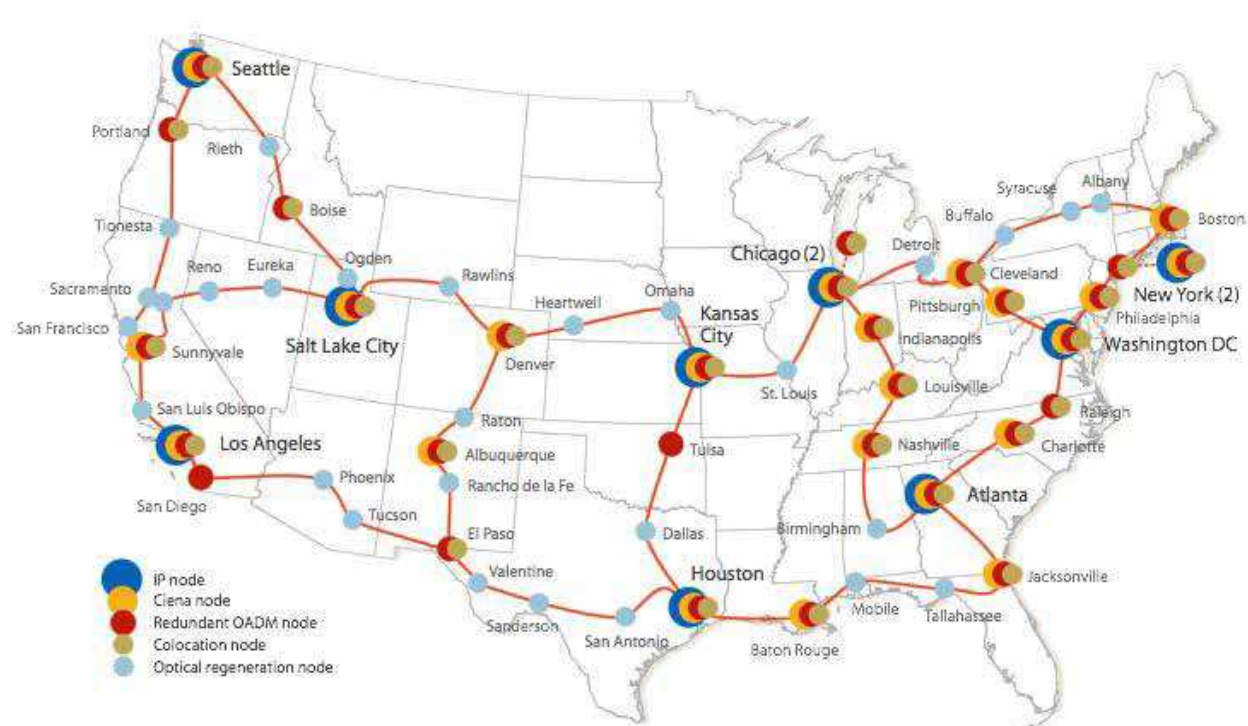 Seattle
Portland
Rieth
Boise
Tionesta
Ogden
Reno
Eureka
Rawlins
Sacramento
San Francisco
Sunnyvale
Salt Lake City
Heartwell
Omaha
Denver
Kansas
City
St. Louis
Chicago (2)
Detroit
Buffalo
Syracuse
Albany
Boston
Cleveland
Pittsburgh
New York (2)
Philadelphia
Washington DC
Indianapolis
Louisville
Raleigh
Charlotte
Nashville
San Luis Obispo
Los Angeles
San Diego
Phoenix
Tucson
Raton
Albuquerque
Rancho de la Fe
El Paso
Tulsa
Dallas
Birmingham
Atlanta
Valentine
Sanderson
San Antonio
Houston
Baton Rouge
Mobile
Tallahassee
Jacksonville
IP node
Ciena node
Redundant OADM node
Colocation node
Optical regeneration node